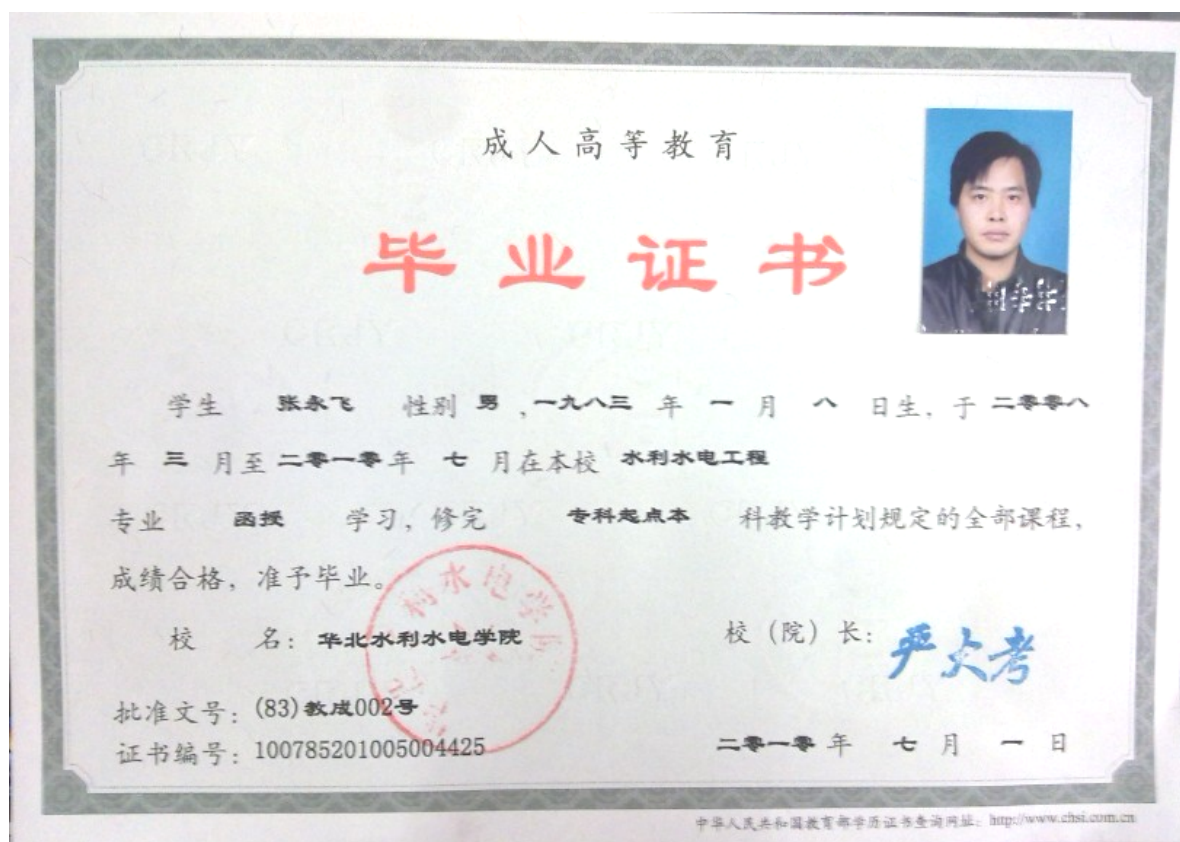 成人高等教育
毕业证书
学生 张永飞 性别 男 ,一九八三 年 一 月 八 日生, 于 二零零八
年 三 月至 二零一零 年 七 月在本校 水利水电工程
专业 函授 学习, 修完 专科起点本 科教学计划规定的全部课程,
成绩合格, 准予毕业。
校 名: 华北水利水电学院
校(院)长: 严大考
批准文号: (83)教成002号
证书编号: 100785201005004425
二零一零 年 七 月 一 日
中华人民共和国教育部学历证书查询网址: http://www.chsi.com.cn